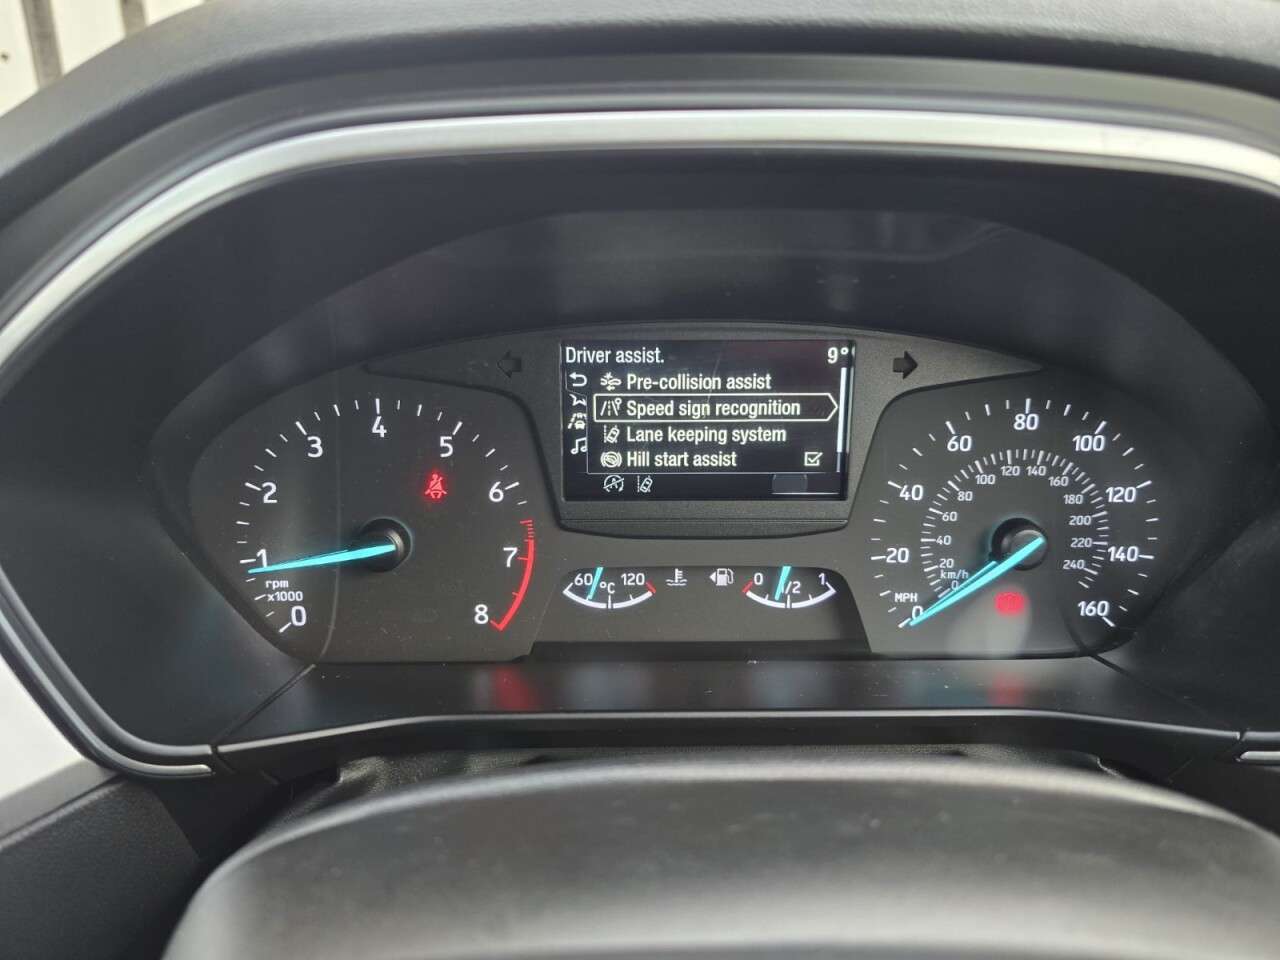 Driver assist. 9°
Pre-collision assist
Speed sign recognition
Lane keeping system
Hill start assist
0 1 2 3 4 5 6 7 8
rpm
x1000
60 120
°C
0 1/2 1
0 20 40 60 80 100 120 140 160
MPH
0 20 40 60 80 100 120 140 160 180 200 220 240
km/h